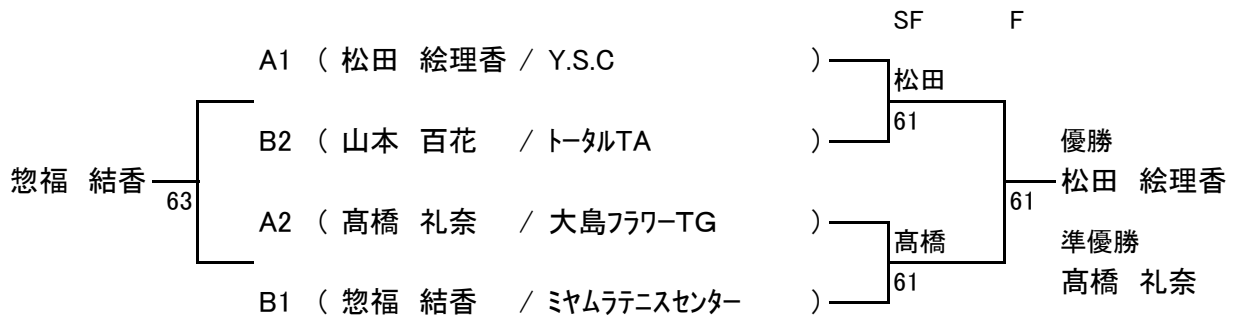 SF F
A1 ( 松田 絵理香 / Y.S.C )
松田
61
B2 ( 山本 百花 / トータルTA )
優勝
惣福 結香
63
松田 絵理香
61
A2 ( 髙橋 礼奈 / 大島フラワーTG )
髙橋
準優勝
61
髙橋 礼奈
B1 ( 惣福 結香 / ミヤムラテニスセンター )